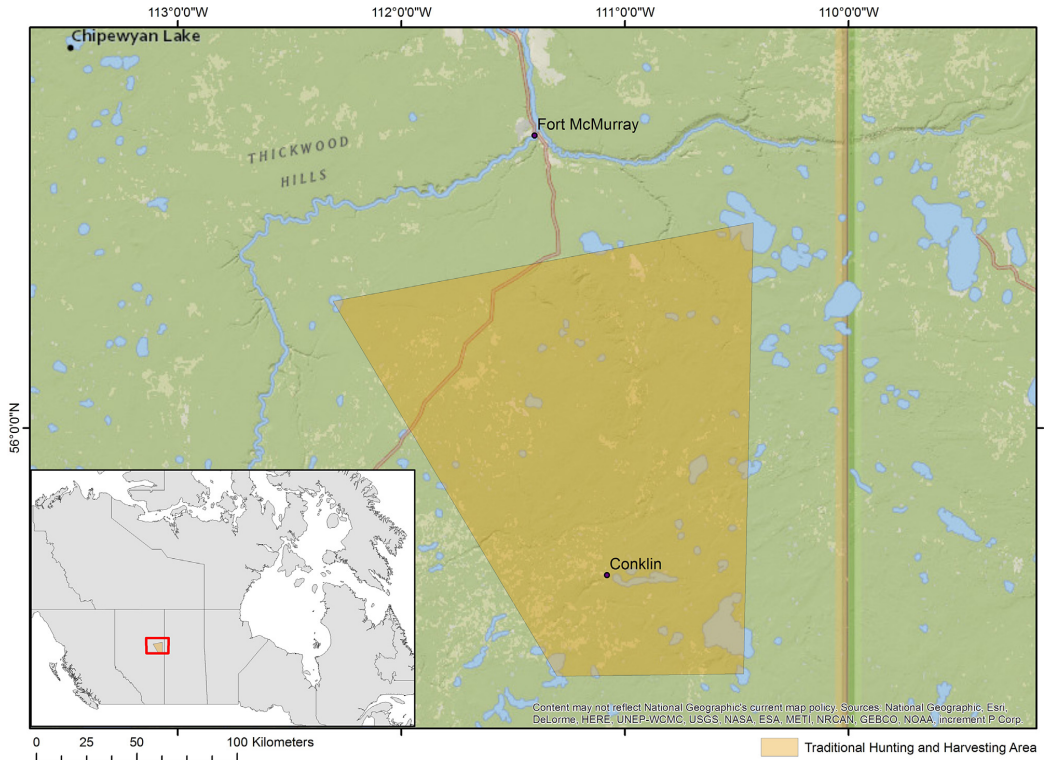 113°0'0"W
112°0'0"W
111°0'0"W
110°0'0"W
Chipewyan Lake
Fort McMurray
THICKWOOD
HILLS
56°0'0"N
Conklin
Content may not reflect National Geographic's current map policy. Sources: National Geographic, Esri,
DeLorme, HERE, UNEP-WCMC, USGS, NASA, ESA, METI, NRCAN, GEBCO, NOAA, increment P Corp.
0 25 50 100 Kilometers
Traditional Hunting and Harvesting Area